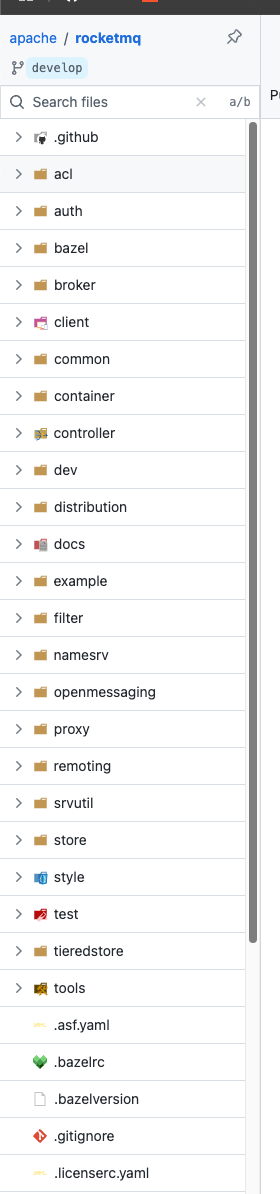 apache / rocketmq
develop
Search files a/b
.github
acl
auth
bazel
broker
client
common
container
controller
dev
distribution
docs
example
filter
namesrv
openmessaging
proxy
remoting
srvutil
store
style
test
tieredstore
tools
.asf.yaml
.bazelrc
.bazelversion
.gitignore
.licenserc.yaml